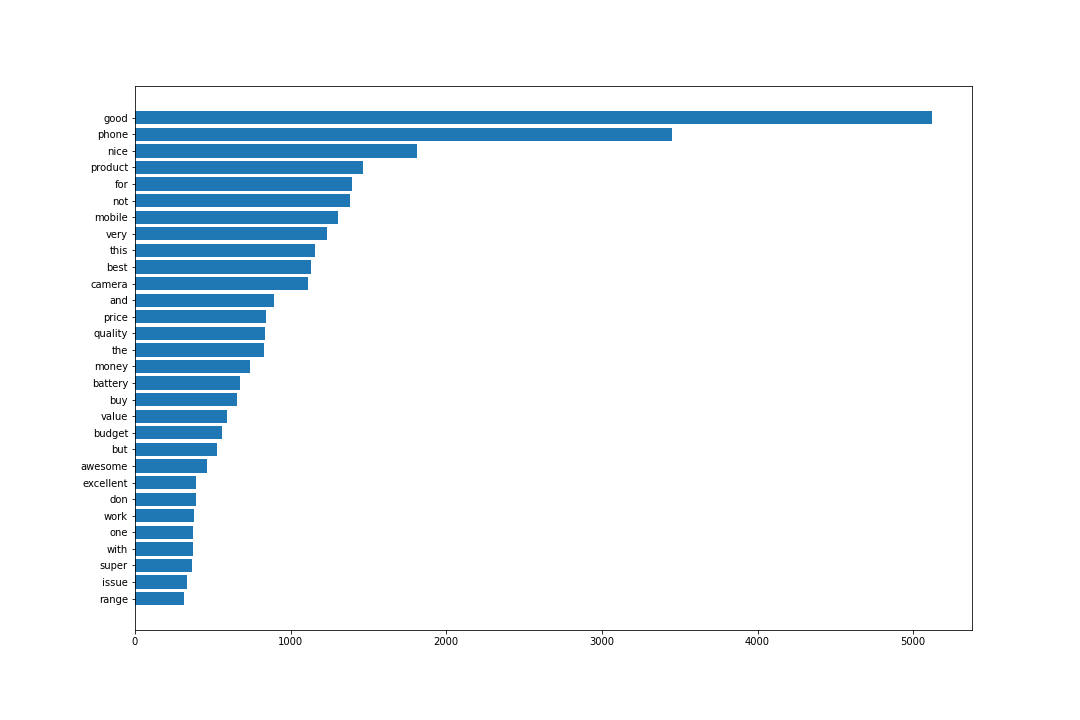 good
phone
nice
product
for
not
mobile
very
this
best
camera
and
price
quality
the
money
battery
buy
value
budget
but
awesome
excellent
don
work
one
with
super
issue
range
0 1000 2000 3000 4000 5000